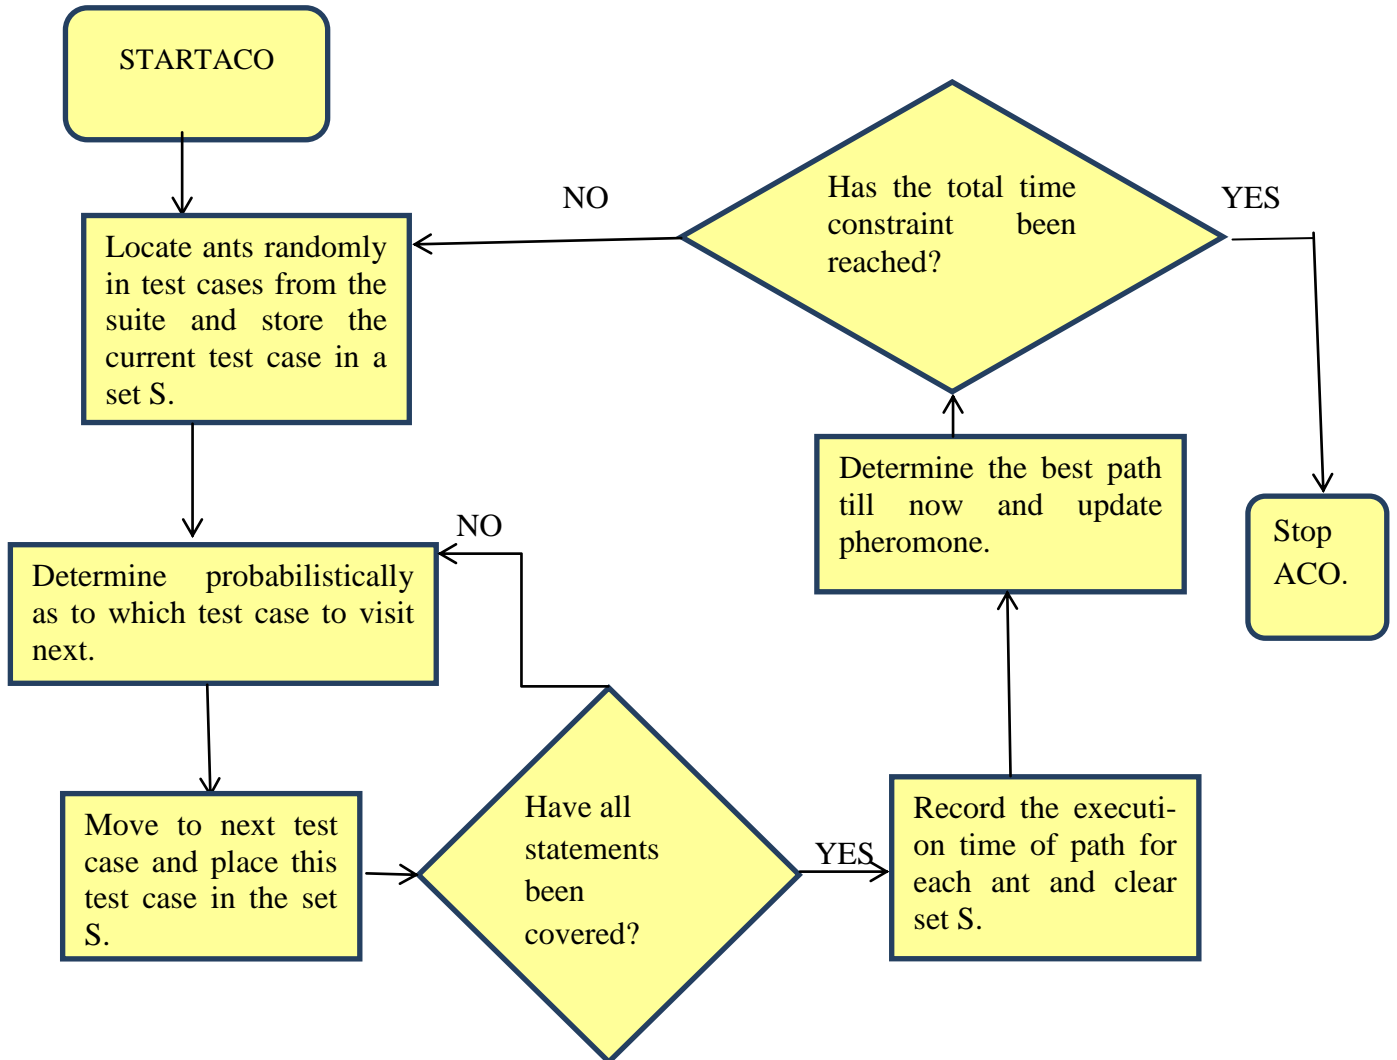 STARTACO
Locate ants randomly
in test cases from the
suite and store the
current test case in a
set S.
Determine probabilistically
as to which test case to visit
next.
Move to next test
case and place this
test case in the set
S.
Have all
statements
been
covered?
NO
YES
Record the executi-
on time of path for
each ant and clear
set S.
Determine the best path
till now and update
pheromone.
Has the total time
constraint been
reached?
NO
YES
Stop
ACO.